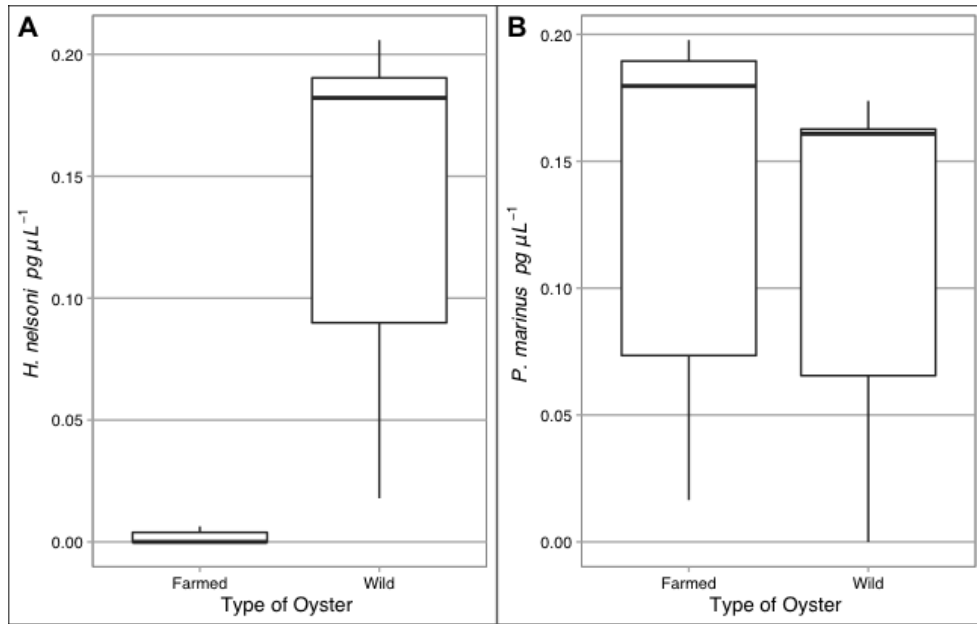 A
H. nelsoni pg µL−1
0.20
0.15
0.10
0.05
0.00
Farmed Wild
Type of Oyster
B
P. marinus pg µL−1
0.20
0.15
0.10
0.05
0.00
Farmed Wild
Type of Oyster